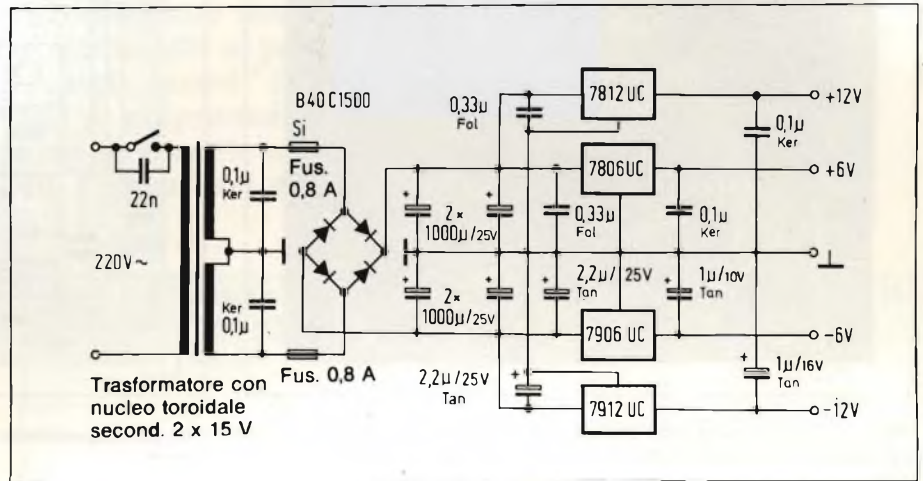 B40 C1500
Si
Fus.
0,8 A
22n
220V~
0,1µ
Ker
Ker
0,1µ
Fus. 0,8 A
Trasformatore con
nucleo toroidale
second. 2 x 15 V
2×
1000µ/25V
2×
1000µ/25V
0,33µ
Fol
7812 UC
+12V
0,1µ
Ker
7806UC
+6V
0,33µ
Fol
0,1µ
Ker
2,2µ/25V
Tan
1µ/10V
Tan
7906 UC
-6V
2,2µ/25V
Tan
1µ/16V
Tan
7912 UC
-12V